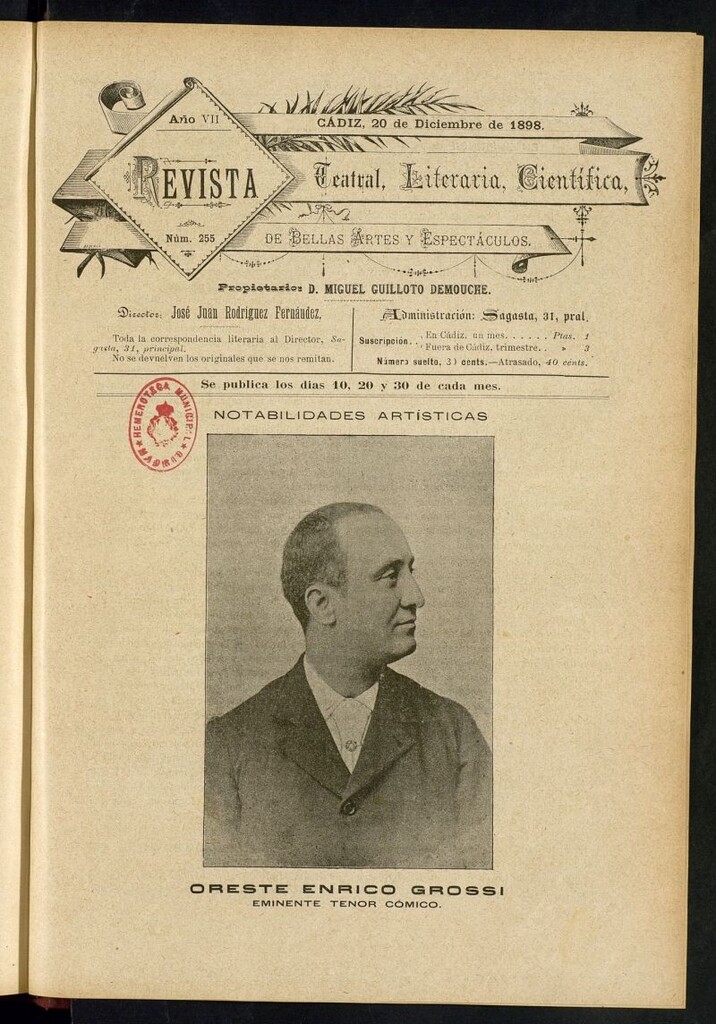 Año VII
CÁDIZ, 20 de Diciembre de 1898.
REVISTA Teatral, Literaria, Científica,
Núm. 255
DE BELLAS ARTES Y ESPECTÁCULOS.
Propietario: D. MIGUEL GUILLOTO DEMOUCHE.
Director: José Juan Rodríguez Fernández.
Toda la correspondencia literaria al Director, Sa-
gasta, 31, principal.
No se devuelven los originales que se nos remitan.
Administración: Sagasta, 31, pral.
Suscripción.. En Cádiz, un mes...... Ptas. 1
Fuera de Cádiz, trimestre.. » 3
Número suelto, 30 cents.—Atrasado, 40 cents.
Se publica los dias 10, 20 y 30 de cada mes.
HEMEROTECA MUNICIPAL
NOTABILIDADES ARTÍSTICAS
ORESTE ENRICO GROSSI
EMINENTE TENOR CÓMICO.